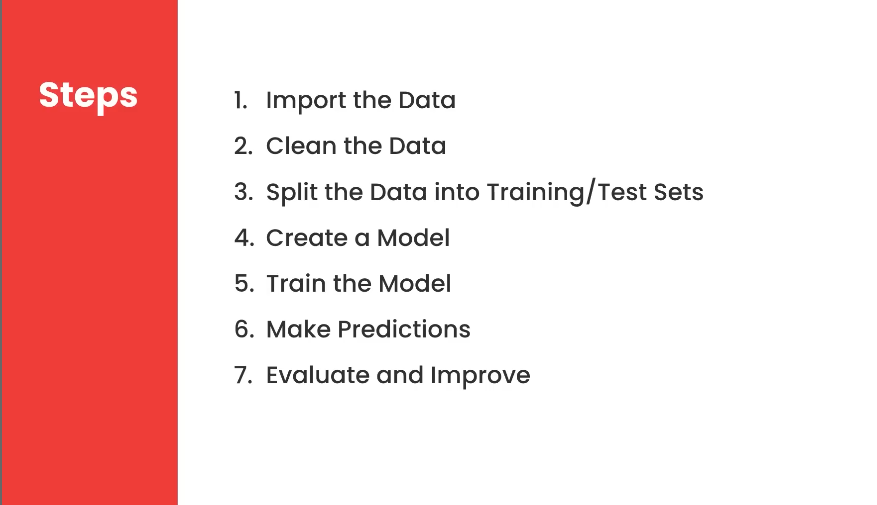 Steps
1. Import the Data
2. Clean the Data
3. Split the Data into Training/Test Sets
4. Create a Model
5. Train the Model
6. Make Predictions
7. Evaluate and Improve